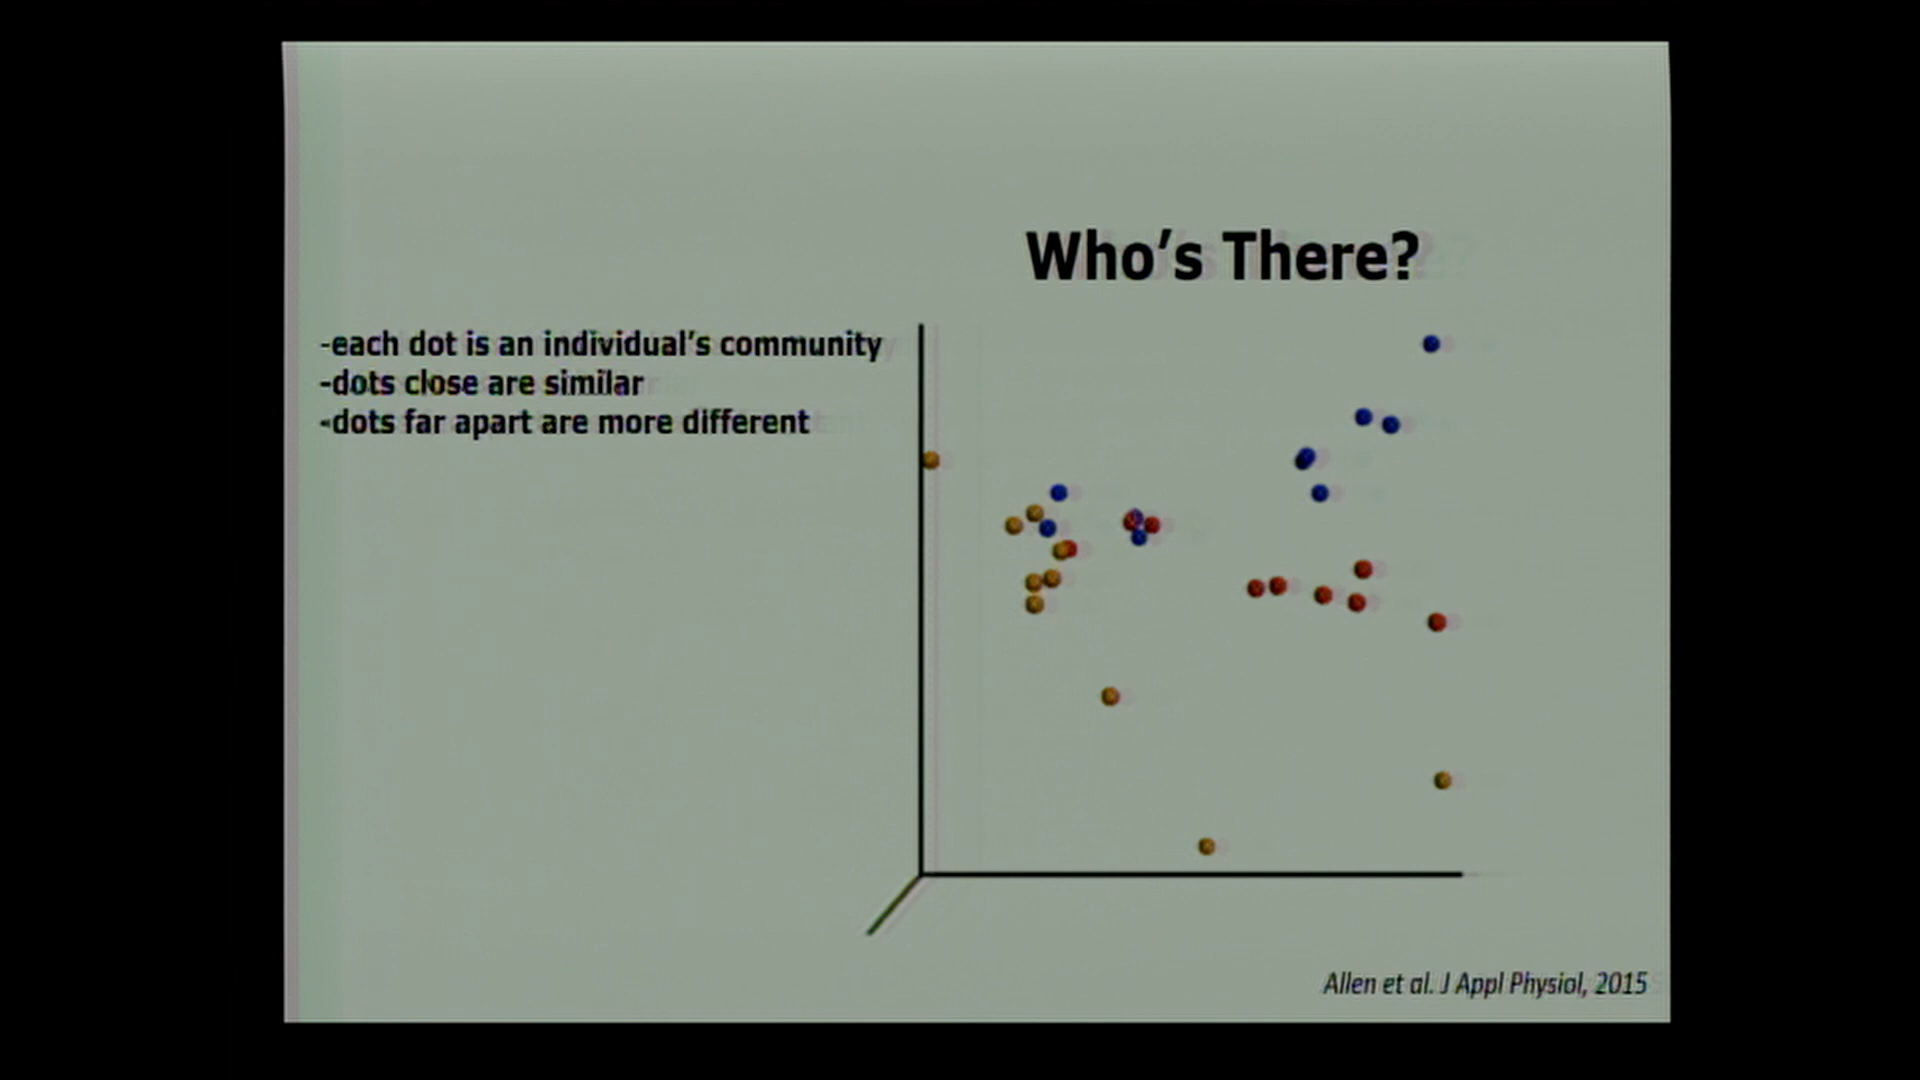 Who's There?
-each dot is an individual's community
-dots close are similar
-dots far apart are more different
Allen et al. J Appl Physiol, 2015